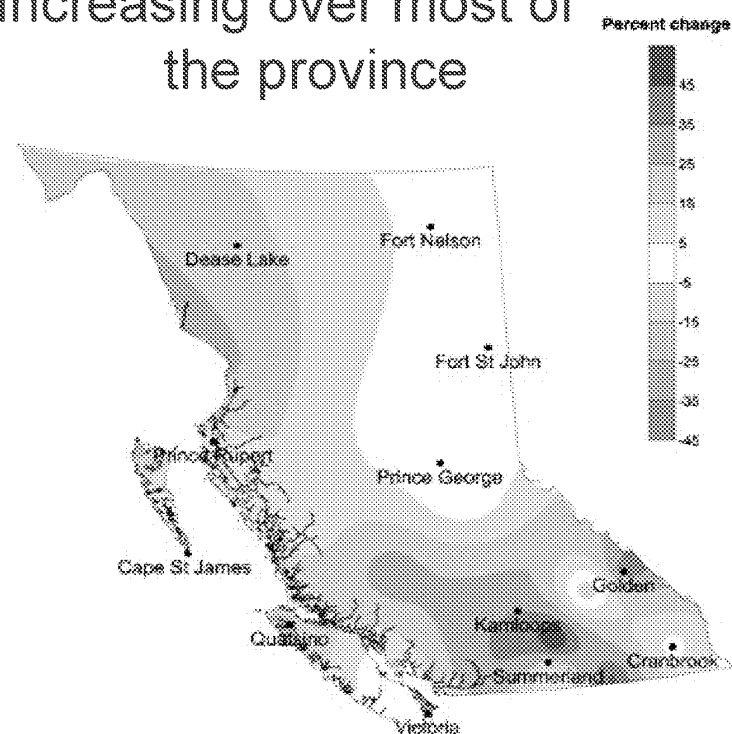 increasing over most of
the province
Percent change
45
35
25
15
5
-5
-15
-25
-35
-45
Fort Nelson
Dease Lake
Fort St John
Prince Rupert
Prince George
Cape St James
Golden
Kamloops
Quatsino
Cranbrook
Summerland
Victoria